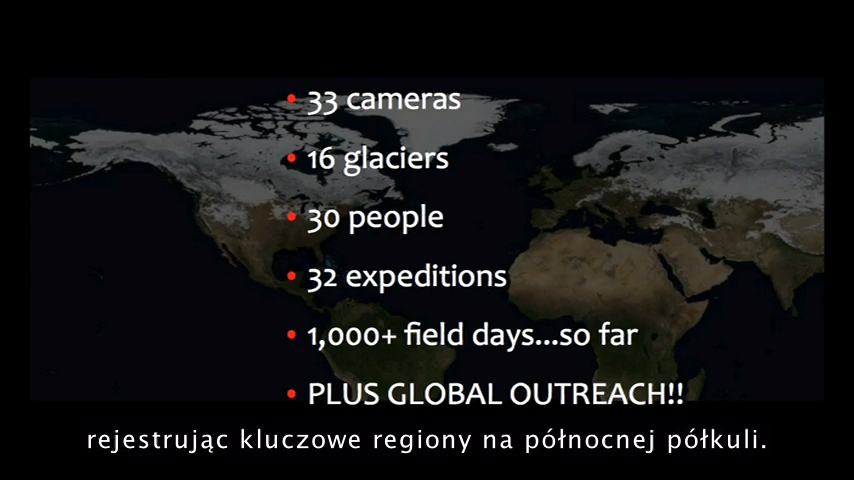 • 33 cameras
• 16 glaciers
• 30 people
• 32 expeditions
• 1,000+ field days...so far
• PLUS GLOBAL OUTREACH!!
rejestrując kluczowe regiony na północnej półkuli.